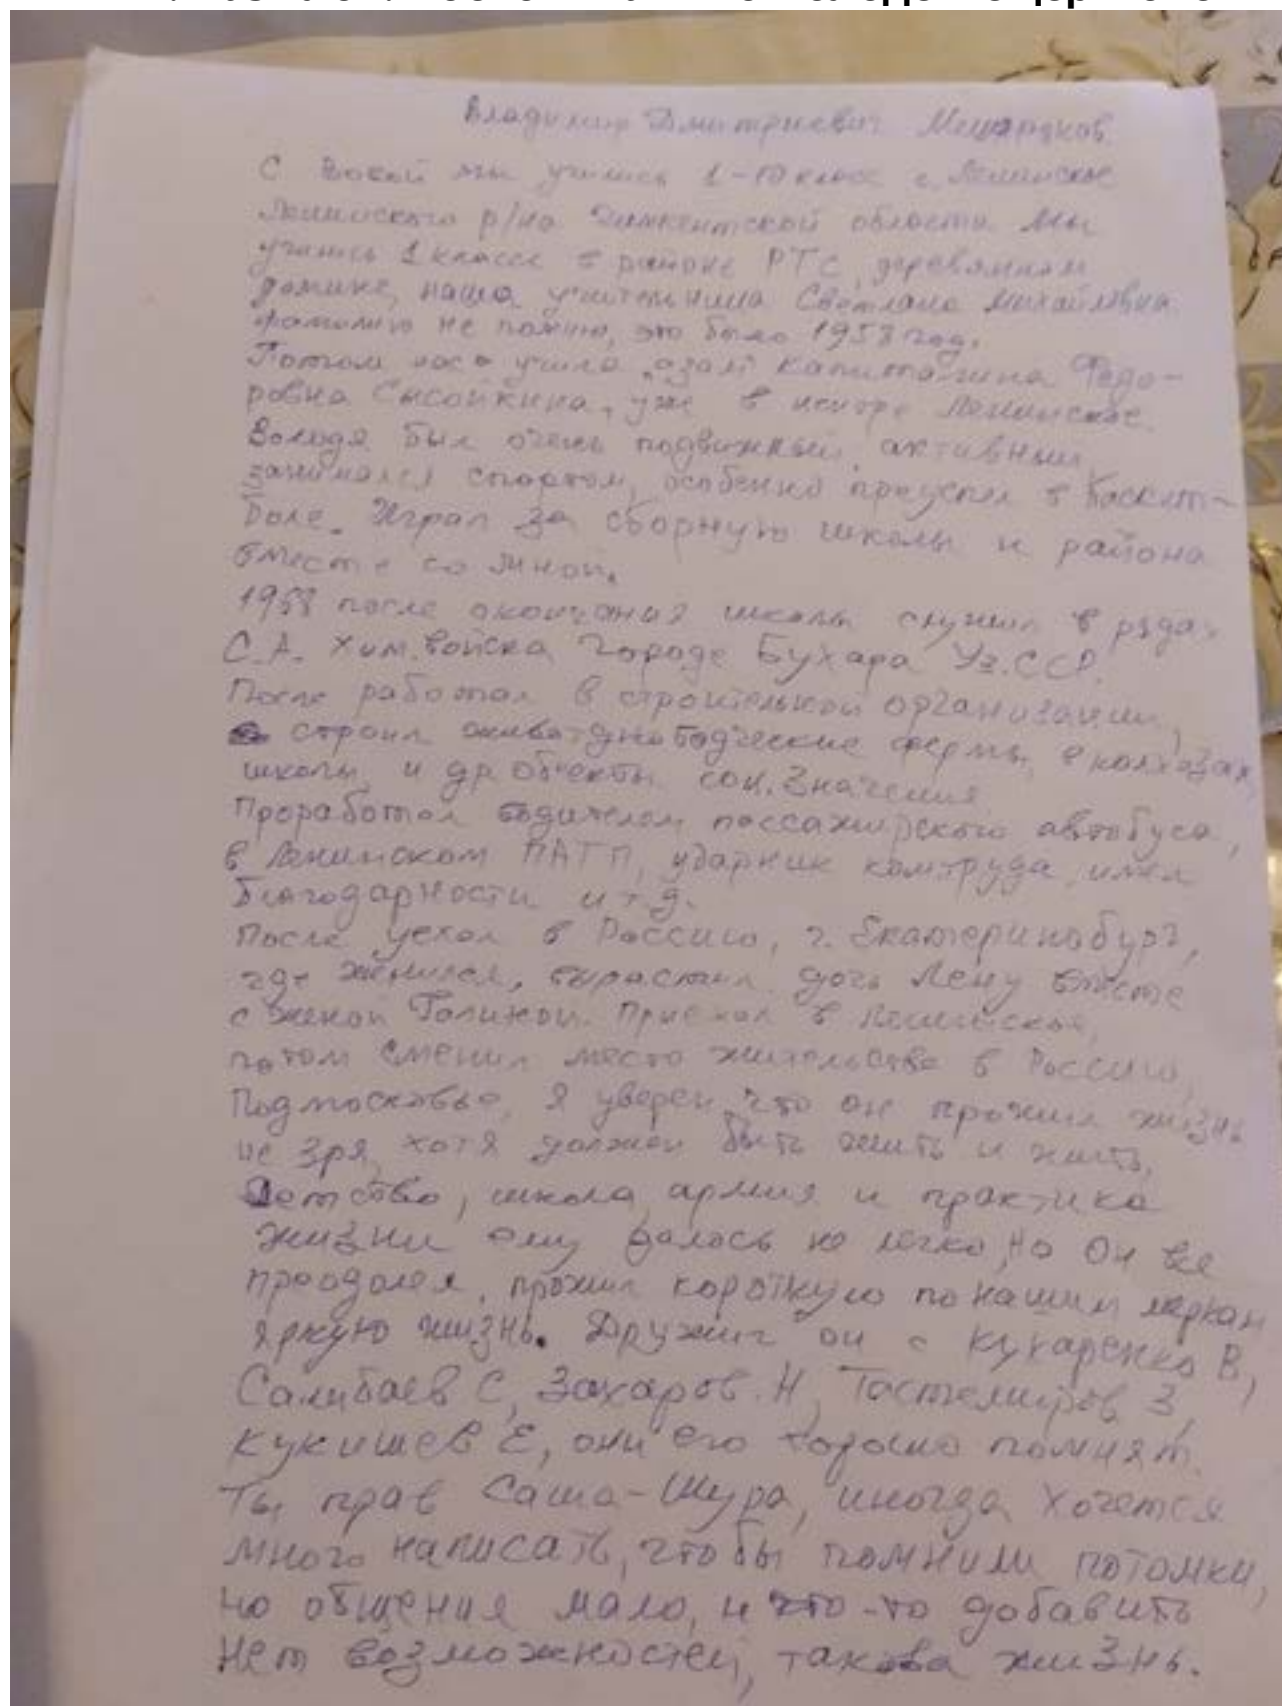 Владимир Дмитриевич Мещеряков.
С Вовой мы учились 1-10 класс с. Ленинское
Ленинского р/на Чимкентской области. Мы
учились 1 класс в районе РТС, деревянном
домике, наша учительница Светлана Михайловна
фамилию не помню, это было 1958 год.
Потом нас учила Капиталина Федо-
ровна Сысойкина, уже в центре Ленинское.
Володя был очень подвижный, активный,
занимался спортом, особенно преуспел в баскет-
боле. Играл за сборную школы и района
вместе со мной.
1968 после окончания школы служил в рядах
С.А. Хим.войска городе Бухара Уз.ССР.
После работал в строительной организации,
строил животноводческие фермы, в колхозах,
школы, и др объекты соц. значения
Проработал водителем пассажирского автобуса,
в Ленинском ПАТП, ударник комтруда, имел
благодарности и т д.
После уехал в Россию, г. Екатеринобург,
где женился, вырастил дочь Лену вместе
с женой Галиной. Приехал в Ленинское,
потом сменил место жительства в Россию,
Подмосковье, Я уверен, что он прожил жизнь
не зря, хотя должен быть жить и жить,
Детство, школа, армия и практика
жизни ему далось не легко, но Он всё
преодолел, прожил короткую по нашим меркам
яркую жизнь. Дружил он с Кухаренко В,
Салибаев С, Захаров. Н, Тастемиров З,
Кукишев Е, они его хорошо помнят.
Ты прав Саша-Шура, иногда хочется
много написать, чтобы помнили потомки,
но общения мало, и что-то добавить
нет возможностей, такова жизнь.